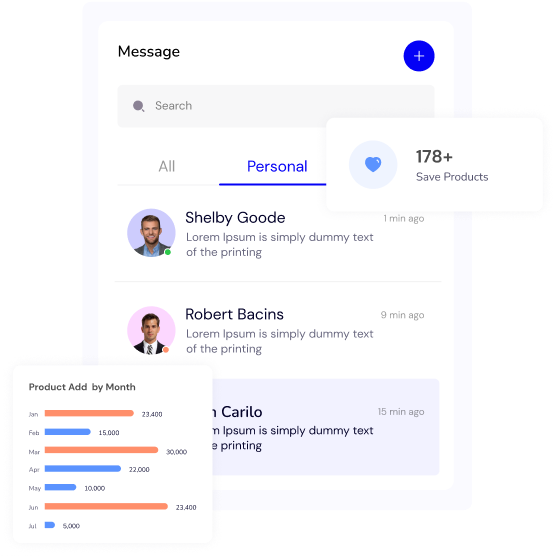 Message
Search
178+
Save Products
All
Personal
Shelby Goode
1 min ago
Lorem Ipsum is simply dummy text
of the printing
Robert Bacins
9 min ago
Lorem Ipsum is simply dummy text
of the printing
Carilo
15 min ago
Ipsum is simply dummy text
printing
Product Add by Month
Jan 23,400
Feb 15,000
Mar 30,000
Apr 22,000
May 10,000
Jun 23,400
Jul 5,000